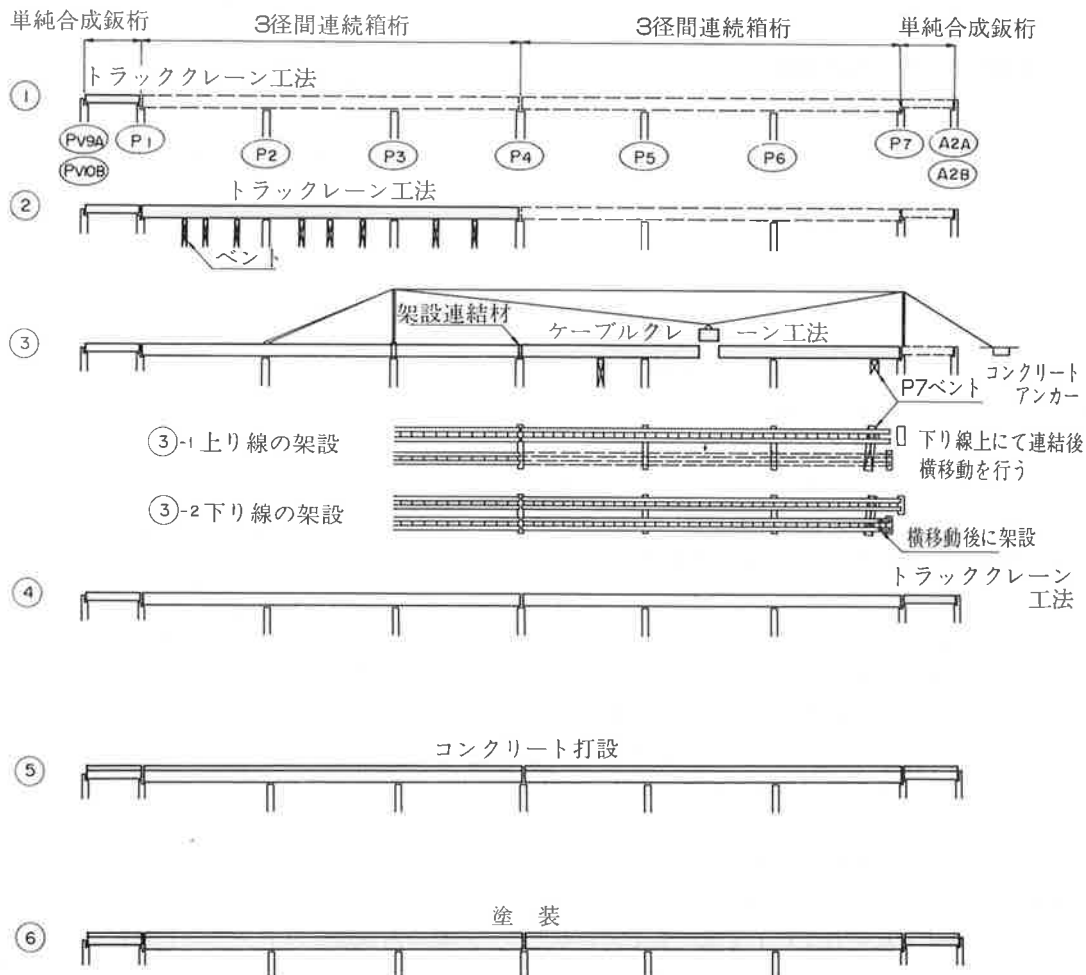 単純合成鈑桁
3径間連続箱桁
3径間連続箱桁
単純合成鈑桁
①
トラッククレーン工法
PV9A
PV10B
P1
P2
P3
P4
P5
P6
P7
A2A
A2B
②
トラックレーン工法
ベント
③
架設連結材
ケーブルクレーン工法
P7ベント
コンクリート
アンカー
③-1上り線の架設
下り線上にて連結後
横移動を行う
③-2下り線の架設
横移動後に架設
④
トラッククレーン
工法
⑤
コンクリート打設
⑥
塗装